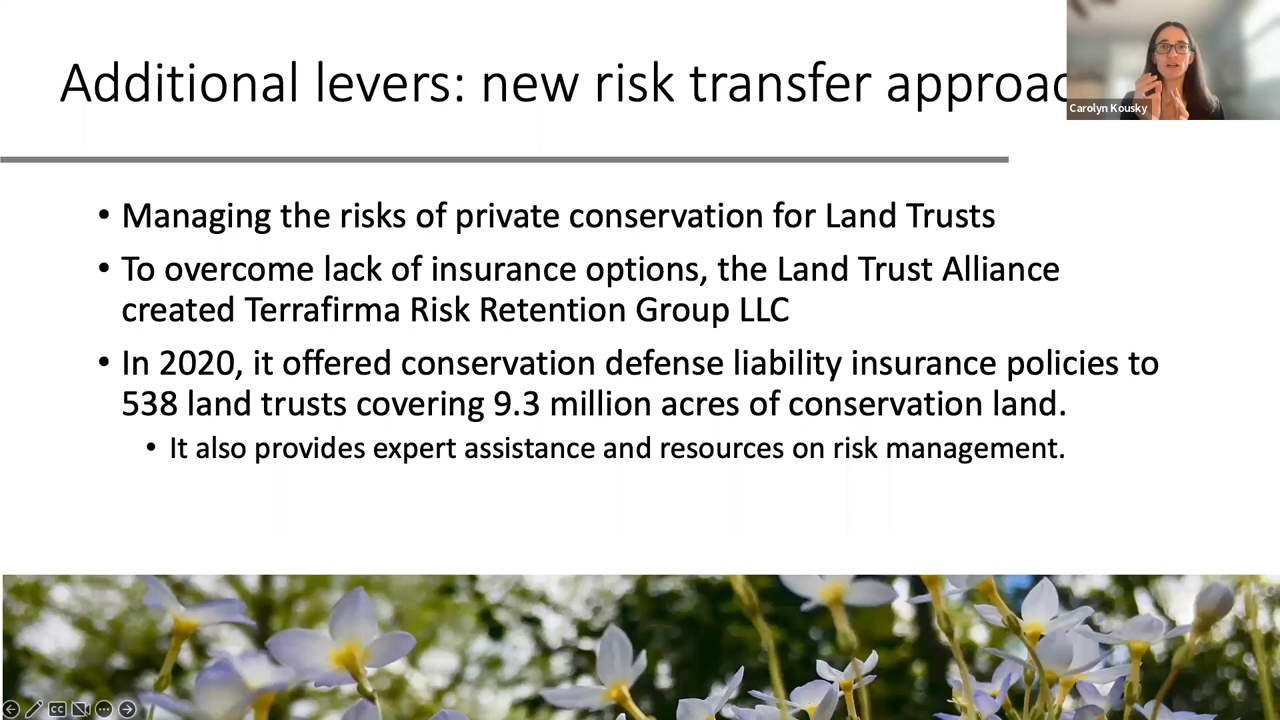 Additional levers: new risk transfer approac
Carolyn Kousky
• Managing the risks of private conservation for Land Trusts
• To overcome lack of insurance options, the Land Trust Alliance
created Terrafirma Risk Retention Group LLC
• In 2020, it offered conservation defense liability insurance policies to
538 land trusts covering 9.3 million acres of conservation land.
• It also provides expert assistance and resources on risk management.
CC